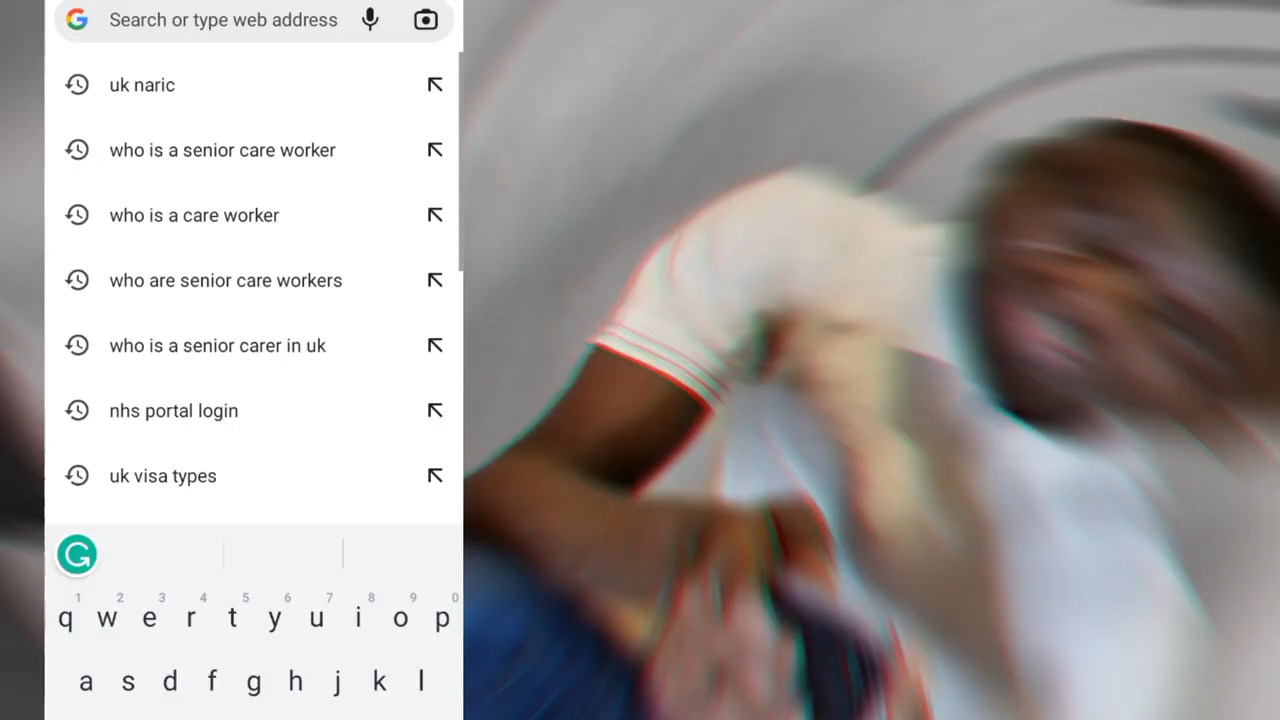 Search or type web address
uk naric
who is a senior care worker
who is a care worker
who are senior care workers
who is a senior carer in uk
nhs portal login
uk visa types
1 2 3 4 5 6 7 8 9 0
q w e r t y u i o p
a s d f g h j k l